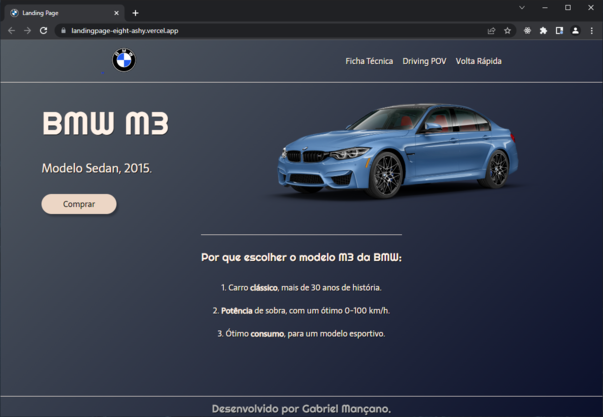 Landing Page
landingpage-eight-ashy.vercel.app
BMW
Ficha Técnica Driving POV Volta Rápida
BMW M3
Modelo Sedan, 2015.
Comprar
Por que escolher o modelo M3 da BMW:
1. Carro clássico, mais de 30 anos de história.
2. Potência de sobra, com um ótimo 0-100 km/h.
3. Ótimo consumo, para um modelo esportivo.
Desenvolvido por Gabriel Mançano.